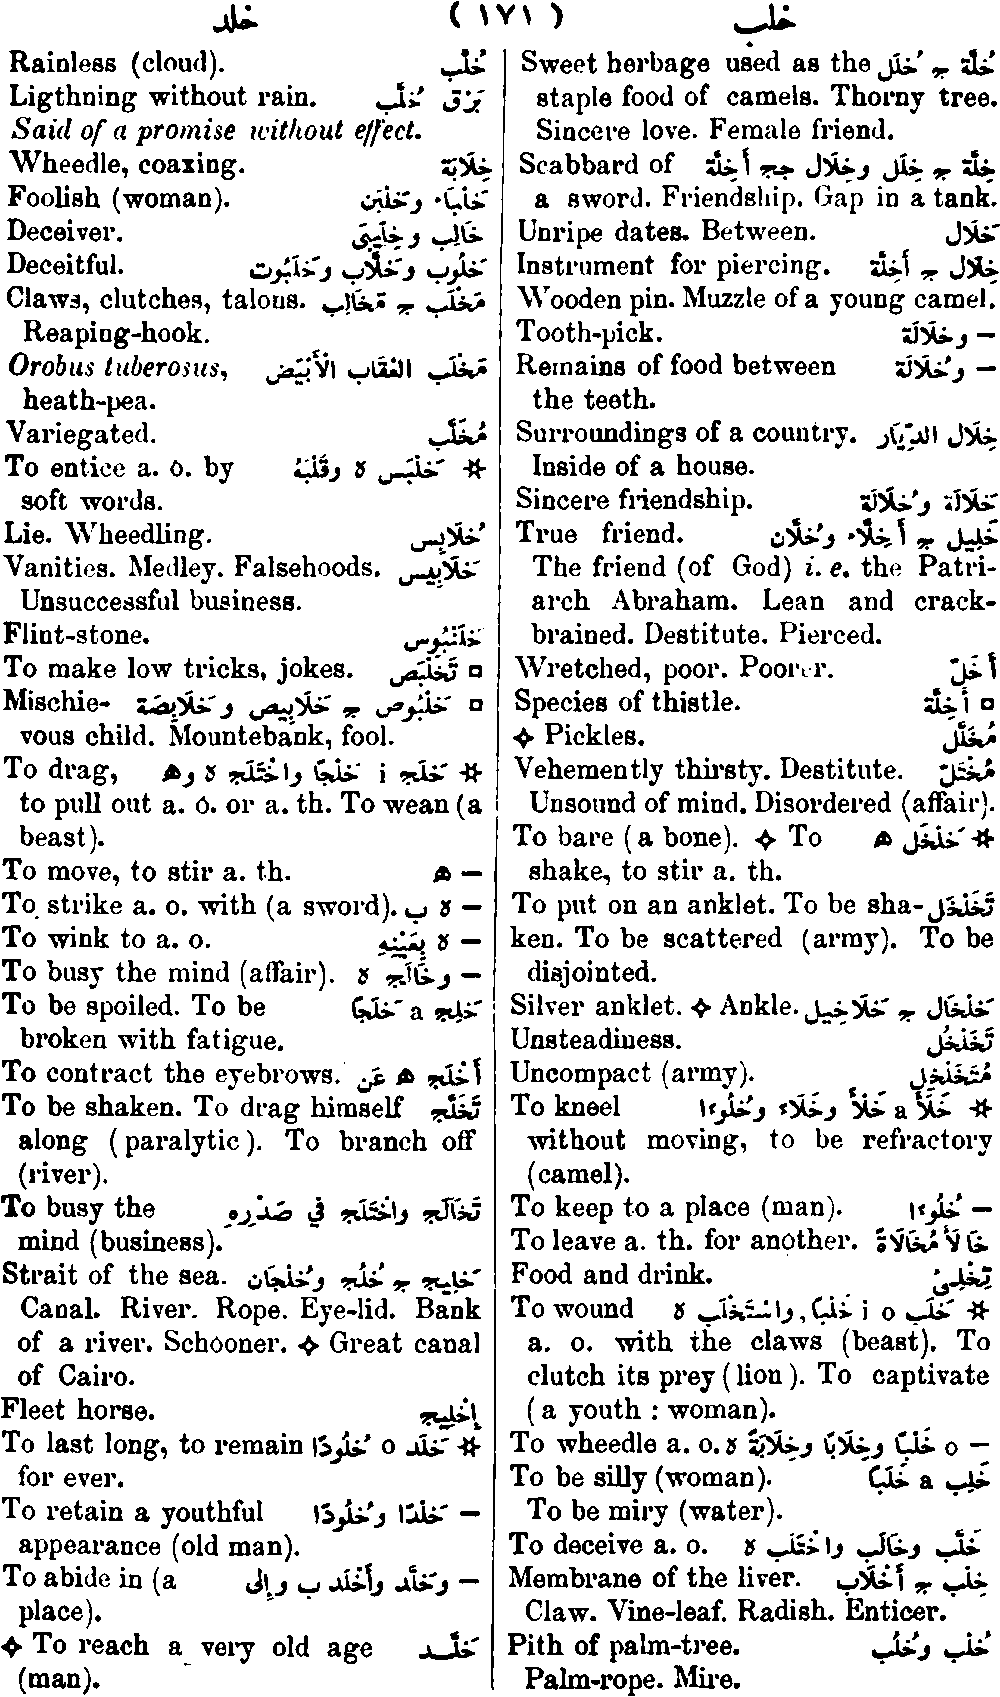 خلب ( ١٧١ ) خلد
Sweet herbage used as the خُلَّة ج خُلَل
staple food of camels. Thorny tree.
Sincere love. Female friend.
Scabbard of خِلَّة ج خِلَل وخِلَال جج أَخِلَّة
a sword. Friendship. Gap in a tank.
Unripe dates. Between. خَلَال
Instrument for piercing. خِلَال ج أَخِلَّة
Wooden pin. Muzzle of a young camel.
Tooth-pick. — وخِلَالَة
Remains of food between — وخُلَالَة
the teeth.
Surroundings of a country. خِلَال الدِّيَار
Inside of a house.
Sincere friendship. خَلَالَة وخُلَالَة
True friend. خَلِيل ج أَخِلَّاء وخُلَّان
The friend (of God) i. e. the Patri-
arch Abraham. Lean and crack-
brained. Destitute. Pierced.
Wretched, poor. Poorer. أَخَلّ
Species of thistle. ▫ أَخِلَّة
✧ Pickles. مُخَلَّل
Vehemently thirsty. Destitute. مُخْتَلّ
Unsound of mind. Disordered (affair).
To bare (a bone). ✧ To ✲ خَلْخَل ه
shake, to stir a. th.
To put on an anklet. To be sha- تَخَلْخَل
ken. To be scattered (army). To be
disjointed.
Silver anklet. ✧ Ankle. خَلْخَال ج خَلَاخِيل
Unsteadiness. تَخَلْخُل
Uncompact (army). مُتَخَلْخِل
To kneel ✲ خَلَأَ a خَلْأً وخِلَاء وخُلُوءًا
without moving, to be refractory
(camel).
To keep to a place (man). — خُلُوءًا
To leave a. th. for another. خَالَأَ مُخَالَأَةً
Food and drink. تِخْلِئ
To wound ✲ خَلَب i o خَلْبًا, واسْتَخْلَب ه
a. o. with the claws (beast). To
clutch its prey (lion). To captivate
(a youth : woman).
To wheedle a. o. — o خَلْبًا وخِلَابًا وخِلَابَةً ه
To be silly (woman). خَلِب a خَلَبًا
To be miry (water).
To deceive a. o. خَلَّب وخَالَب واخْتَلَب ه
Membrane of the liver. خِلْب ج أَخْلَاب
Claw. Vine-leaf. Radish. Enticer.
Pith of palm-tree. خُلْب وخُلُب
Palm-rope. Mire.
Rainless (cloud). خُلَّب
Ligthning without rain. بَرْق خُلَّب
Said of a promise without effect.
Wheedle, coaxing. خِلَابَة
Foolish (woman). خَلْبَاء وخَلْبَن
Deceiver. خَالِب وخِلِّيبَى
Deceitful. خَلُوب وخَلَّاب وخَلَبُوت
Claws, clutches, talons. مِخْلَب ج مَخَالِب
Reaping-hook.
Orobus tuberosus, مِخْلَب العُقَاب الأَبْيَض
heath-pea.
Variegated. مُخَلَّب
To entice a. o. by ✲ خَلْبَس ه وقَلْبَهُ
soft words.
Lie. Wheedling. خُلَابِس
Vanities. Medley. Falsehoods. خَلَابِيس
Unsuccessful business.
Flint-stone. خَلَنْبُوس
To make low tricks, jokes. ▫ تَخَلْبَص
Mischie- ▫ خَلْبُوص ج خَلَابِيص وخَلَابِصَة
vous child. Mountebank, fool.
To drag, ✲ خَلَج i خَلْجًا واخْتَلَج ه وه
to pull out a. o. or a. th. To wean (a
beast).
To move, to stir a. th. — ه
To strike a. o. with (a sword). — ه ب
To wink to a. o. — ه بِعَيْنِهِ
To busy the mind (affair). — وخَالَج ه
To be spoiled. To be خَلِج a خَلَجًا
broken with fatigue.
To contract the eyebrows. أَخْلَج ه عَن
To be shaken. To drag himself تَخَلَّج
along (paralytic). To branch off
(river).
To busy the تَخَالَج واخْتَلَج في صَدْرِهِ
mind (business).
Strait of the sea. خَلِيج ج خُلُج وخُلْجَان
Canal. River. Rope. Eye-lid. Bank
of a river. Schooner. ✧ Great canal
of Cairo.
Fleet horse. إِخْلِيج
To last long, to remain ✲ خَلَد o خُلُودًا
for ever.
To retain a youthful — خَلْدًا وخُلُودًا
appearance (old man).
To abide in (a — وخَلَّد وأَخْلَد ب وإِلى
place).
✧ To reach a very old age خَلَّد
(man).